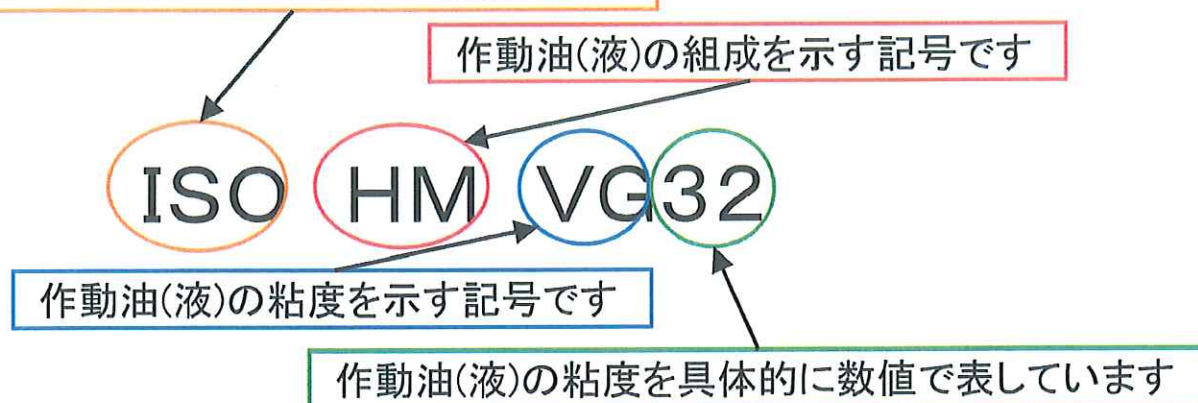 作動油(液)の組成を示す記号です
ISO HM VG32
作動油(液)の粘度を示す記号です
作動油(液)の粘度を具体的に数値で表しています